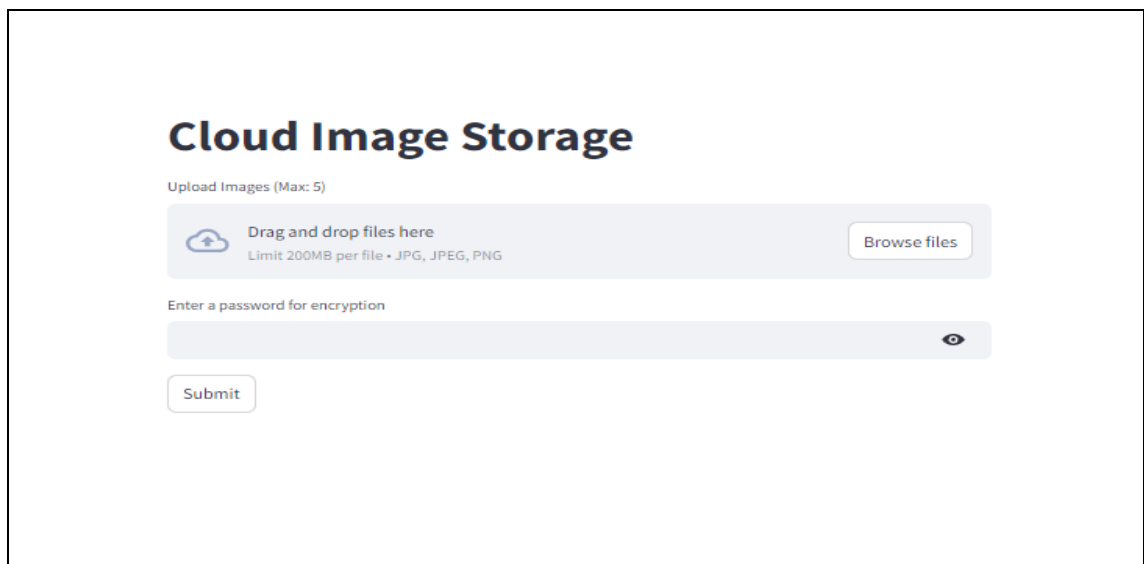 Cloud Image Storage
Upload Images (Max: 5)
Drag and drop files here
Limit 200MB per file • JPG, JPEG, PNG
Browse files
Enter a password for encryption
Submit